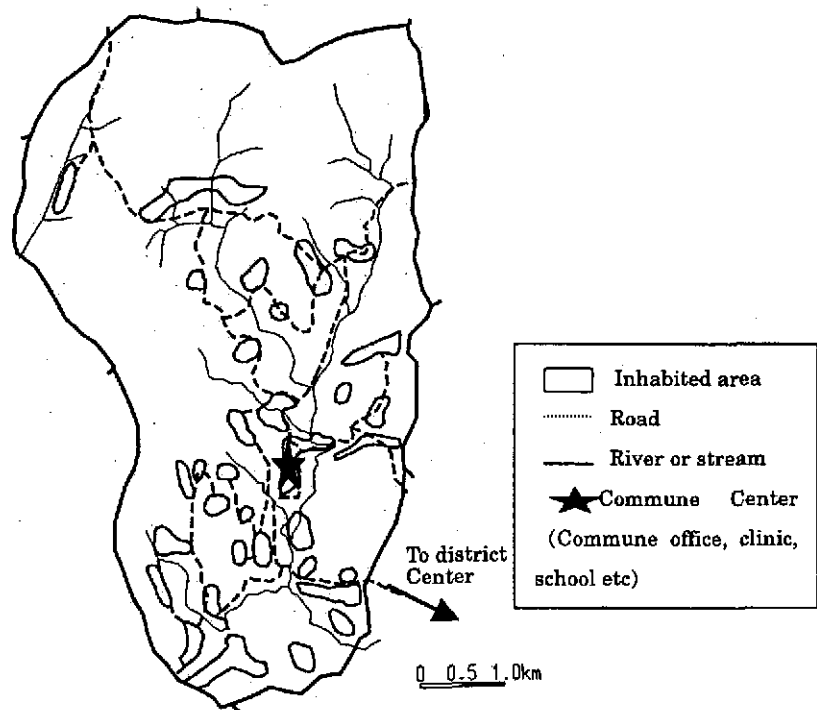 Inhabited area
Road
River or stream
Commune Center
(Commune office, clinic,
school etc)
To district
Center
0 0.5 1.0km